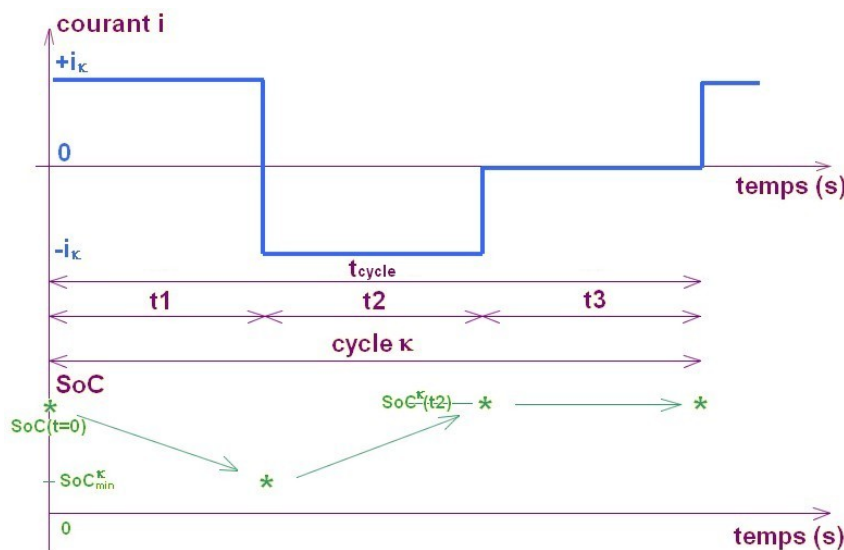 courant i
+iκ
0
temps (s)
-iκ
tcycle
t1 t2 t3
cycle κ
SoC
SoCκ(t2)
SoC(t=0)
SoCκmin
0
temps (s)